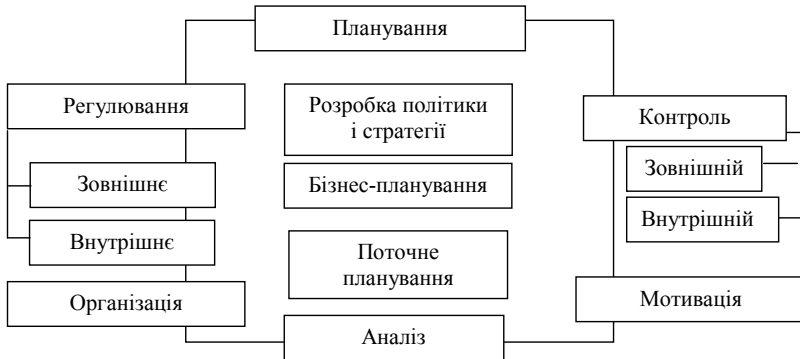 Планування
Регулювання
Розробка політики
і стратегії
Контроль
Зовнішнє
Бізнес-планування
Зовнішній
Внутрішнє
Внутрішній
Поточне
планування
Організація
Мотивація
Аналіз